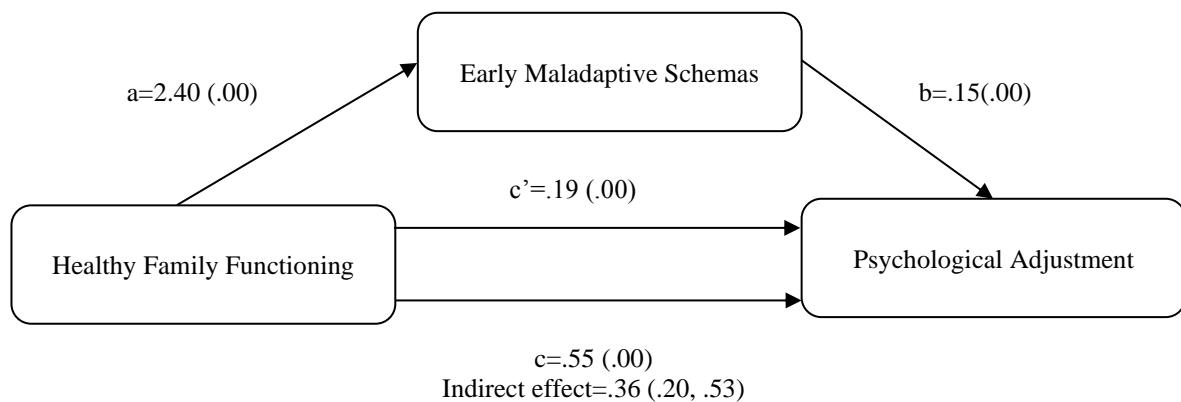 Early Maladaptive Schemas
a=2.40 (.00)
b=.15(.00)
c’=.19 (.00)
Healthy Family Functioning
Psychological Adjustment
c=.55 (.00)
Indirect effect=.36 (.20, .53)